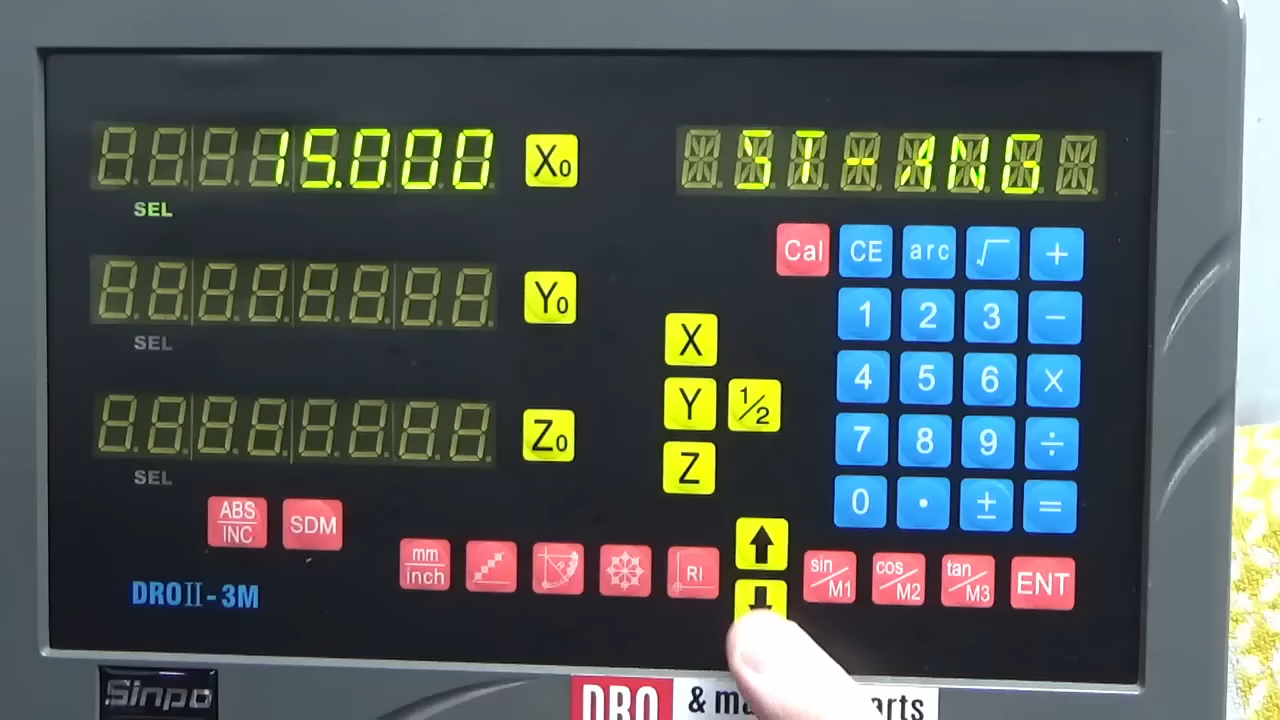 15.000
X0
ST-ANG
SEL
Cal CE arc √ +
Y0
1 2 3 −
SEL
X
4 5 6 ×
Y 1/2
Z0
7 8 9 ÷
Z
SEL
0 . ± =
ABS
INC
SDM
mm
inch
RI
sin/M1
cos/M2
tan/M3
ENT
DROII-3M
Sinpo
DRO
&